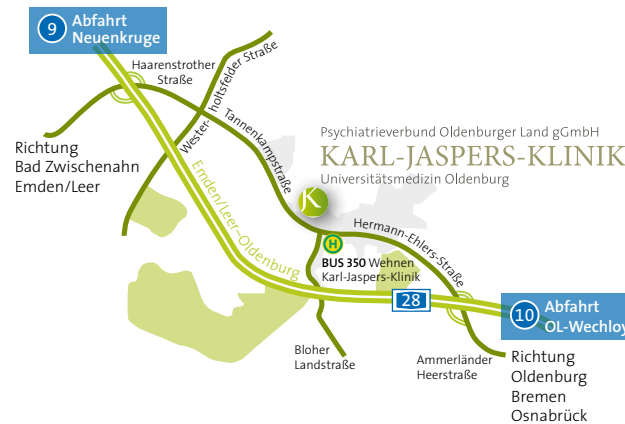 9 Abfahrt
Neuenkruge
Haarenstrother
Straße
Wester-holtsfelder Straße
Tannenkampstraße
Richtung
Bad Zwischenahn
Emden/Leer
Psychiatrieverbund Oldenburger Land gGmbH
KARL-JASPERS-KLINIK
Universitätsmedizin Oldenburg
JK
Emden/Leer–Oldenburg
Hermann-Ehlers-Straße
H
BUS 350 Wehnen
Karl-Jaspers-Klinik
28
10 Abfahrt
OL-Wechloy
Bloher
Landstraße
Ammerländer
Heerstraße
Richtung
Oldenburg
Bremen
Osnabrück